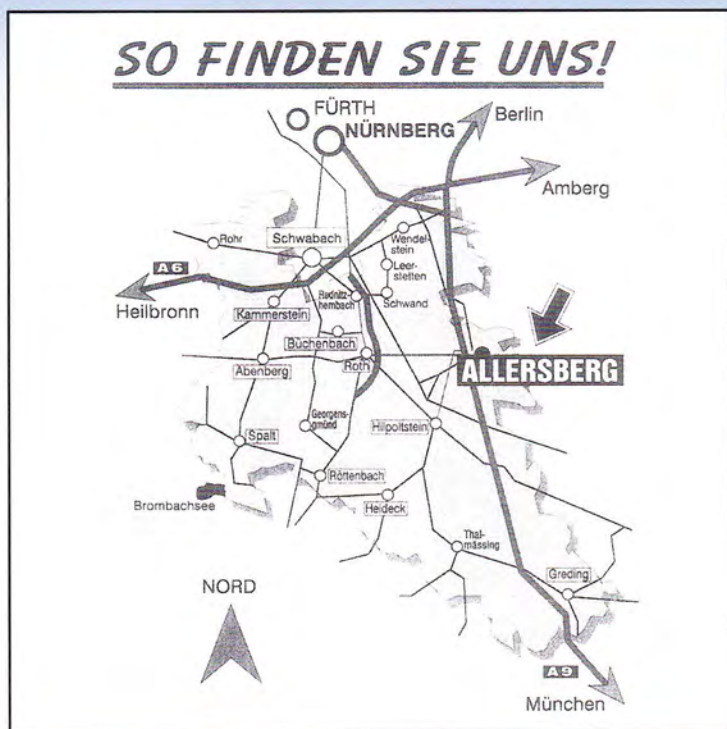 SO FINDEN SIE UNS!
FÜRTH
NÜRNBERG
Berlin
Amberg
Rohr
Schwabach
Wendel-
stein
Leer-
stetten
A6
Heilbronn
Kammerstein
Rednitz-
hembach
Schwand
Büchenbach
Abenberg
Roth
ALLERSBERG
Georgens-
gmünd
Hilpoltstein
Spalt
Röttenbach
Brombachsee
Heideck
Thal-
mässing
Greding
NORD
A9
München